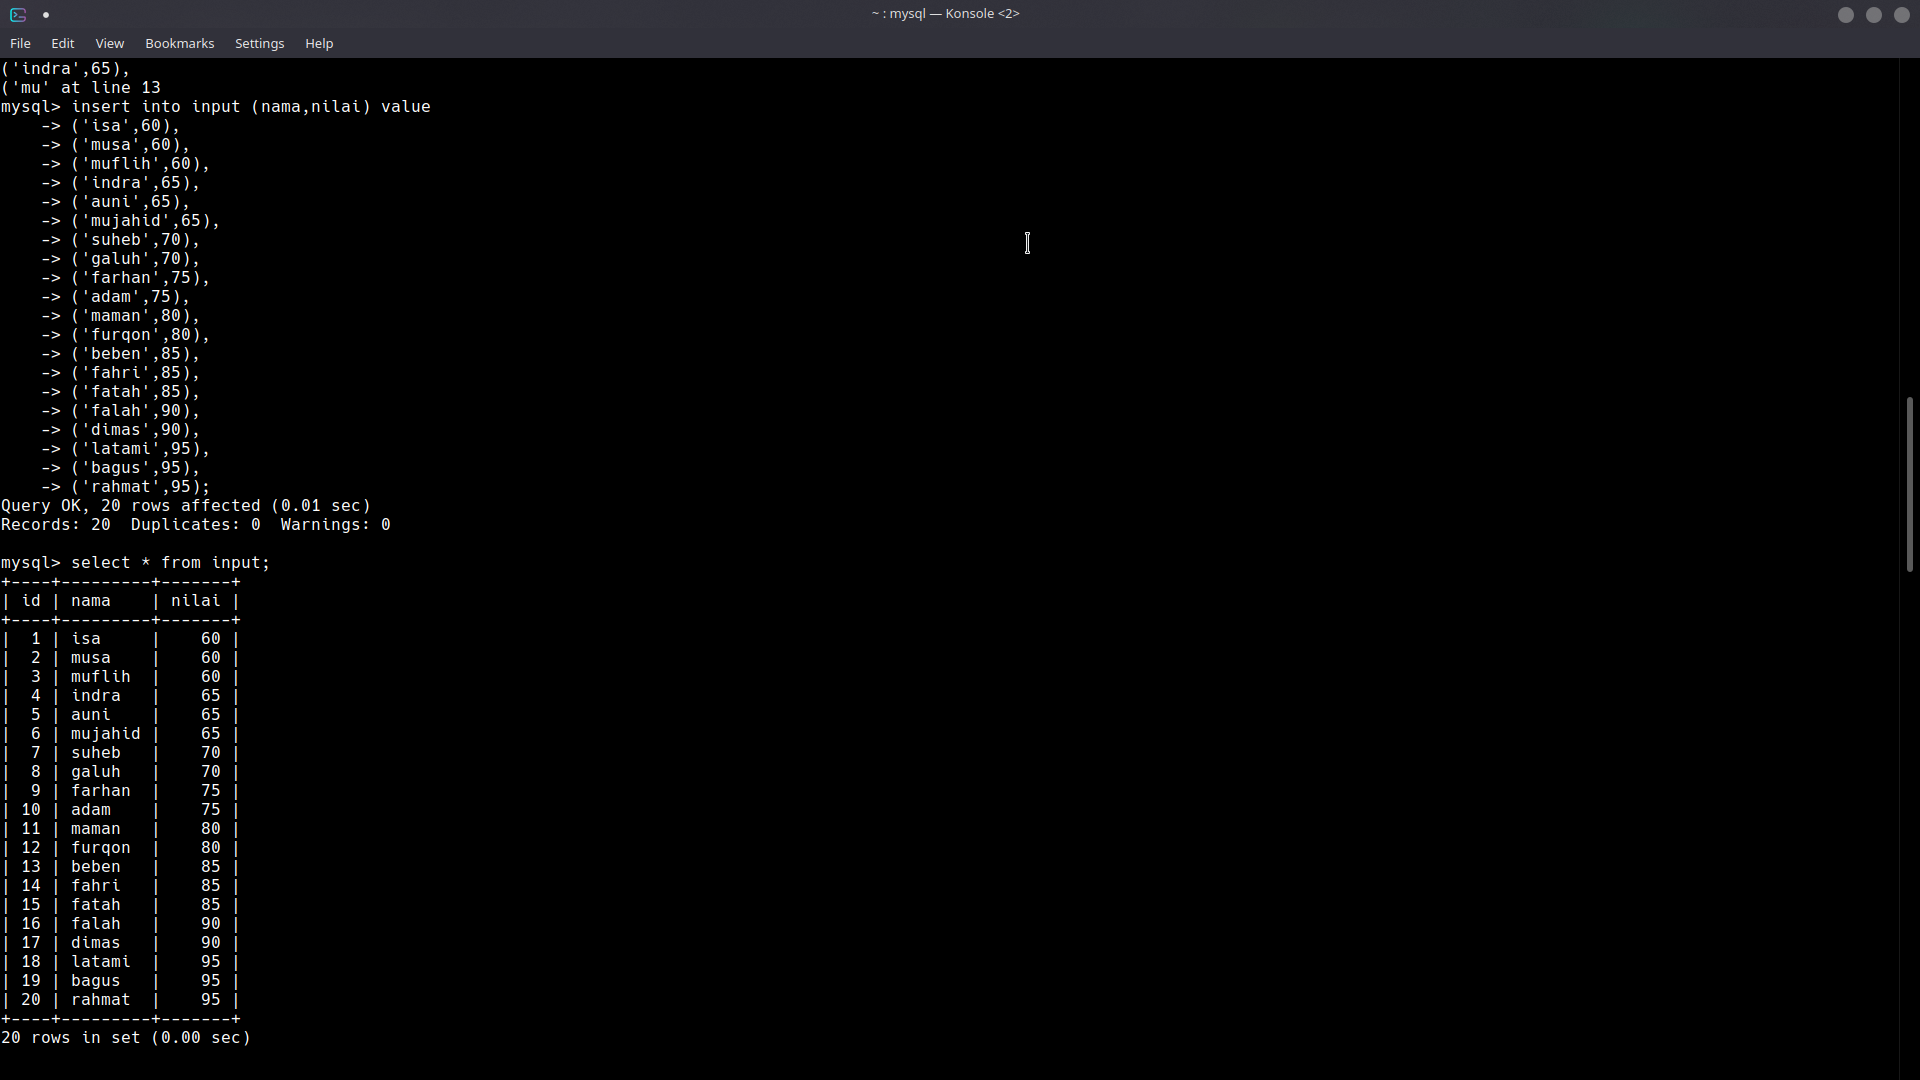 ~ : mysql — Konsole <2>
File Edit View Bookmarks Settings Help
('indra',65),
('mu' at line 13
mysql> insert into input (nama,nilai) value
    -> ('isa',60),
    -> ('musa',60),
    -> ('muflih',60),
    -> ('indra',65),
    -> ('auni',65),
    -> ('mujahid',65),
    -> ('suheb',70),
    -> ('galuh',70),
    -> ('farhan',75),
    -> ('adam',75),
    -> ('maman',80),
    -> ('furqon',80),
    -> ('beben',85),
    -> ('fahri',85),
    -> ('fatah',85),
    -> ('falah',90),
    -> ('dimas',90),
    -> ('latami',95),
    -> ('bagus',95),
    -> ('rahmat',95);
Query OK, 20 rows affected (0.01 sec)
Records: 20  Duplicates: 0  Warnings: 0
mysql> select * from input;
+----+---------+-------+
| id | nama    | nilai |
+----+---------+-------+
|  1 | isa     |    60 |
|  2 | musa    |    60 |
|  3 | muflih  |    60 |
|  4 | indra   |    65 |
|  5 | auni    |    65 |
|  6 | mujahid |    65 |
|  7 | suheb   |    70 |
|  8 | galuh   |    70 |
|  9 | farhan  |    75 |
| 10 | adam    |    75 |
| 11 | maman   |    80 |
| 12 | furqon  |    80 |
| 13 | beben   |    85 |
| 14 | fahri   |    85 |
| 15 | fatah   |    85 |
| 16 | falah   |    90 |
| 17 | dimas   |    90 |
| 18 | latami  |    95 |
| 19 | bagus   |    95 |
| 20 | rahmat  |    95 |
+----+---------+-------+
20 rows in set (0.00 sec)